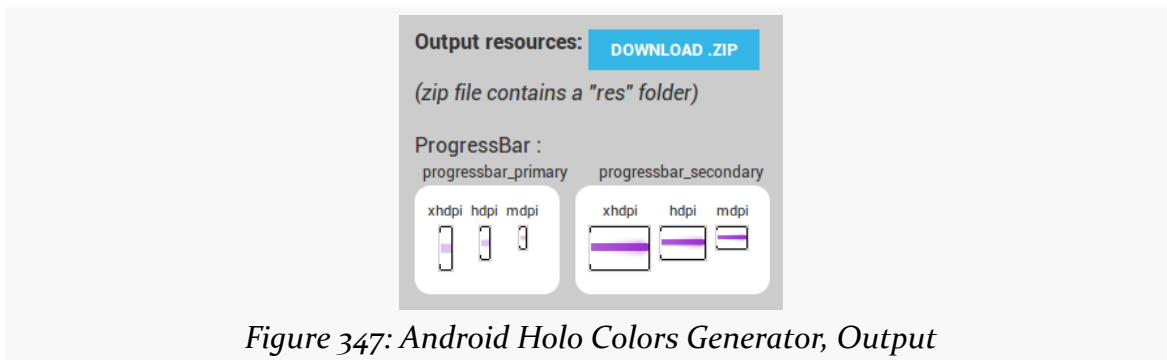 Output resources: DOWNLOAD .ZIP
(zip file contains a "res" folder)
ProgressBar :
progressbar_primary progressbar_secondary
xhdpi hdpi mdpi xhdpi hdpi mdpi
Figure 347: Android Holo Colors Generator, Output